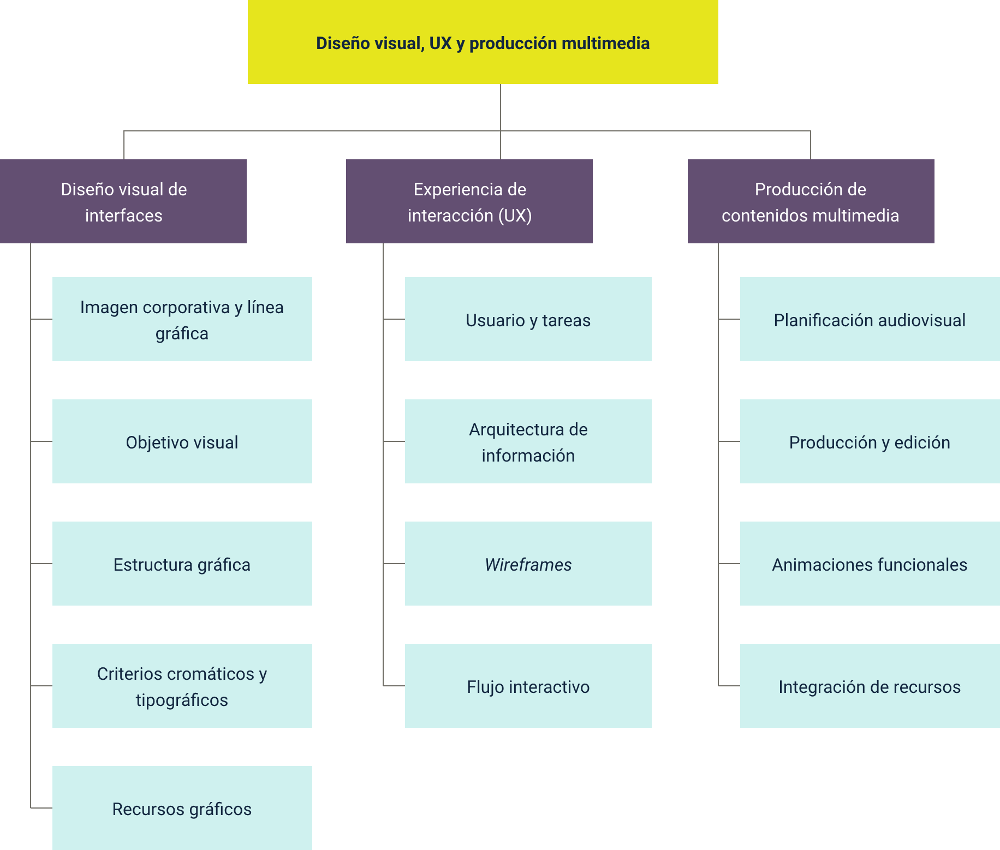 Diseño visual, UX y producción multimedia
Diseño visual de
interfaces
Imagen corporativa y línea
gráfica
Objetivo visual
Estructura gráfica
Criterios cromáticos y
tipográficos
Recursos gráficos
Experiencia de
interacción (UX)
Usuario y tareas
Arquitectura de
información
Wireframes
Flujo interactivo
Producción de
contenidos multimedia
Planificación audiovisual
Producción y edición
Animaciones funcionales
Integración de recursos